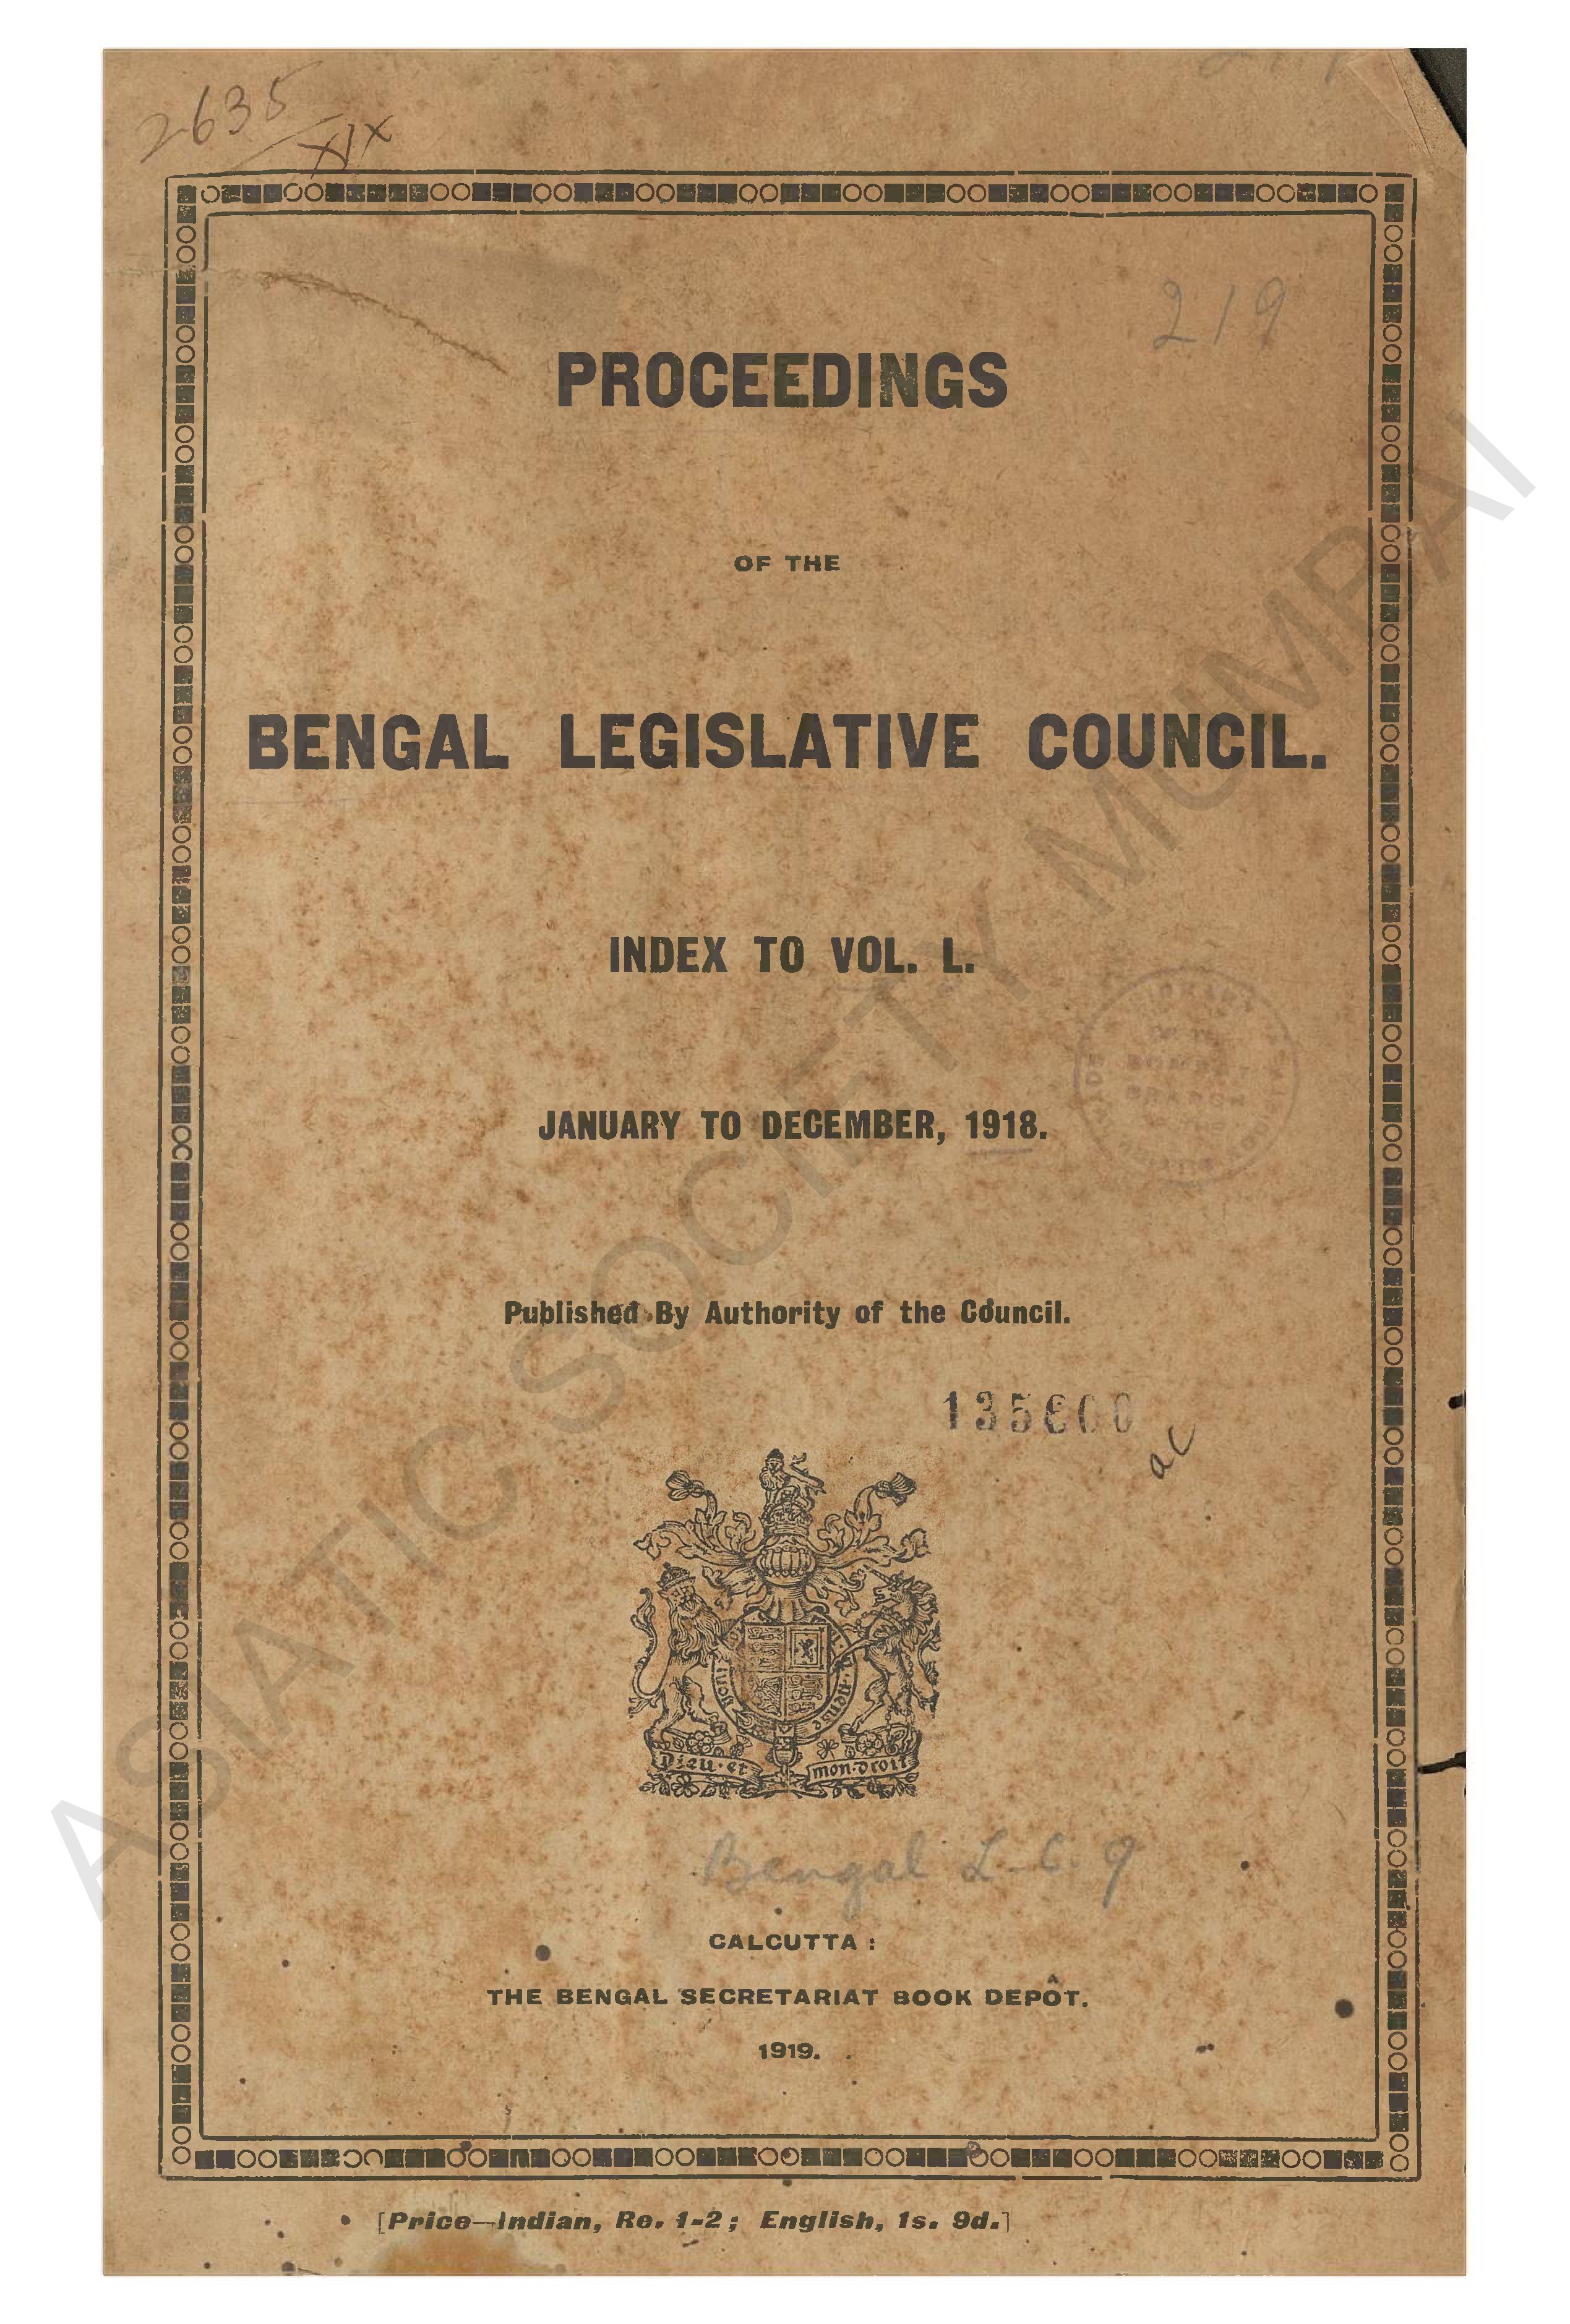 2635
XIX
219
PROCEEDINGS
OF THE
BENGAL LEGISLATIVE COUNCIL.
INDEX TO VOL. L.
JANUARY TO DECEMBER, 1918.
Published By Authority of the Council.
135600
ac
Dieu et mon droit
Bengal L. C. 9
CALCUTTA :
THE BENGAL SECRETARIAT BOOK DEPÔT.
1919.
[Price—Indian, Re. 1-2; English, 1s. 9d.]
ASIATIC SOCIETY MUMBAI